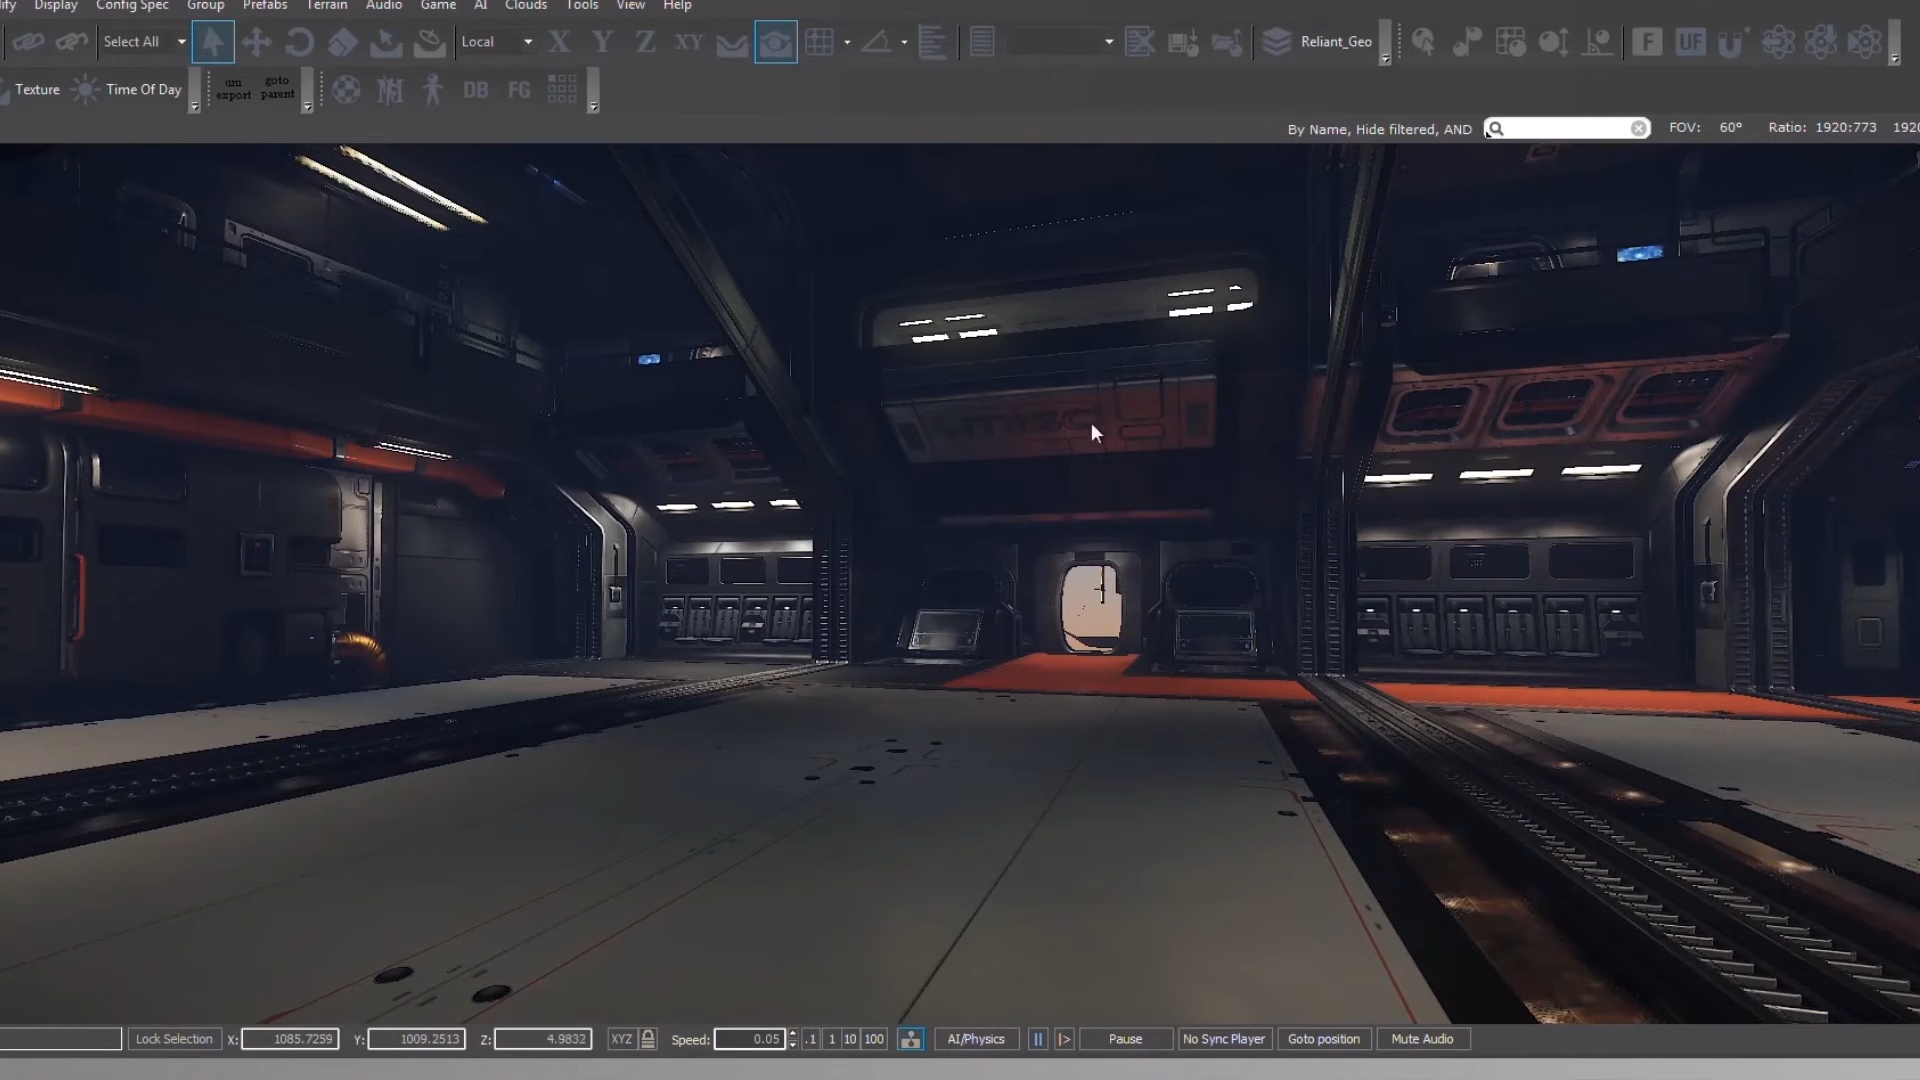 ify Display Config Spec Group Prefabs Terrain Audio Game AI Clouds Tools View Help
Select All Local X Y Z XY Reliant_Geo F UF
Texture Time Of Day uni export goto parent DB FG
By Name, Hide filtered, AND FOV: 60° Ratio: 1920:773 1920
Lock Selection X: 1085.7259 Y: 1009.2513 Z: 4.9832 XYZ Speed: 0.05 .1 1 10 100 AI/Physics Pause No Sync Player Goto position Mute Audio